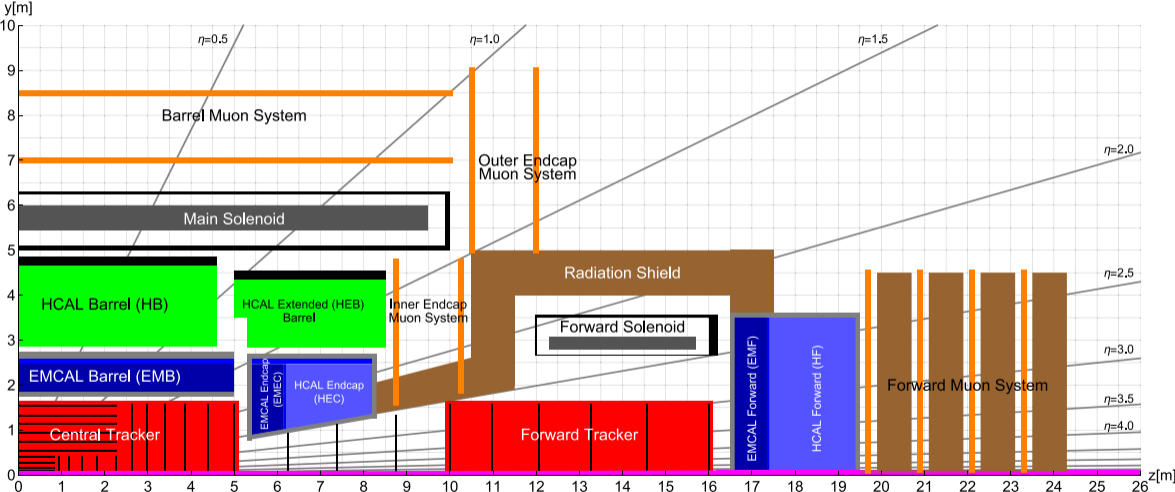 y[m]
10
η=0.5
η=1.0
η=1.5
9
Barrel Muon System
8
7
Outer Endcap
Muon System
η=2.0
6
Main Solenoid
5
Radiation Shield
η=2.5
4
HCAL Barrel (HB)
HCAL Extended (HEB)
Barrel
Inner Endcap
Muon System
Forward Solenoid
3
η=3.0
EMCAL Barrel (EMB)
EMCAL Endcap
(EMEC)
HCAL Endcap
(HEC)
EMCAL Forward (EMF)
HCAL Forward (HF)
Forward Muon System
2
η=3.5
1
Central Tracker
Forward Tracker
η=4.0
0
0 1 2 3 4 5 6 7 8 9 10 11 12 13 14 15 16 17 18 19 20 21 22 23 24 25 26
z[m]